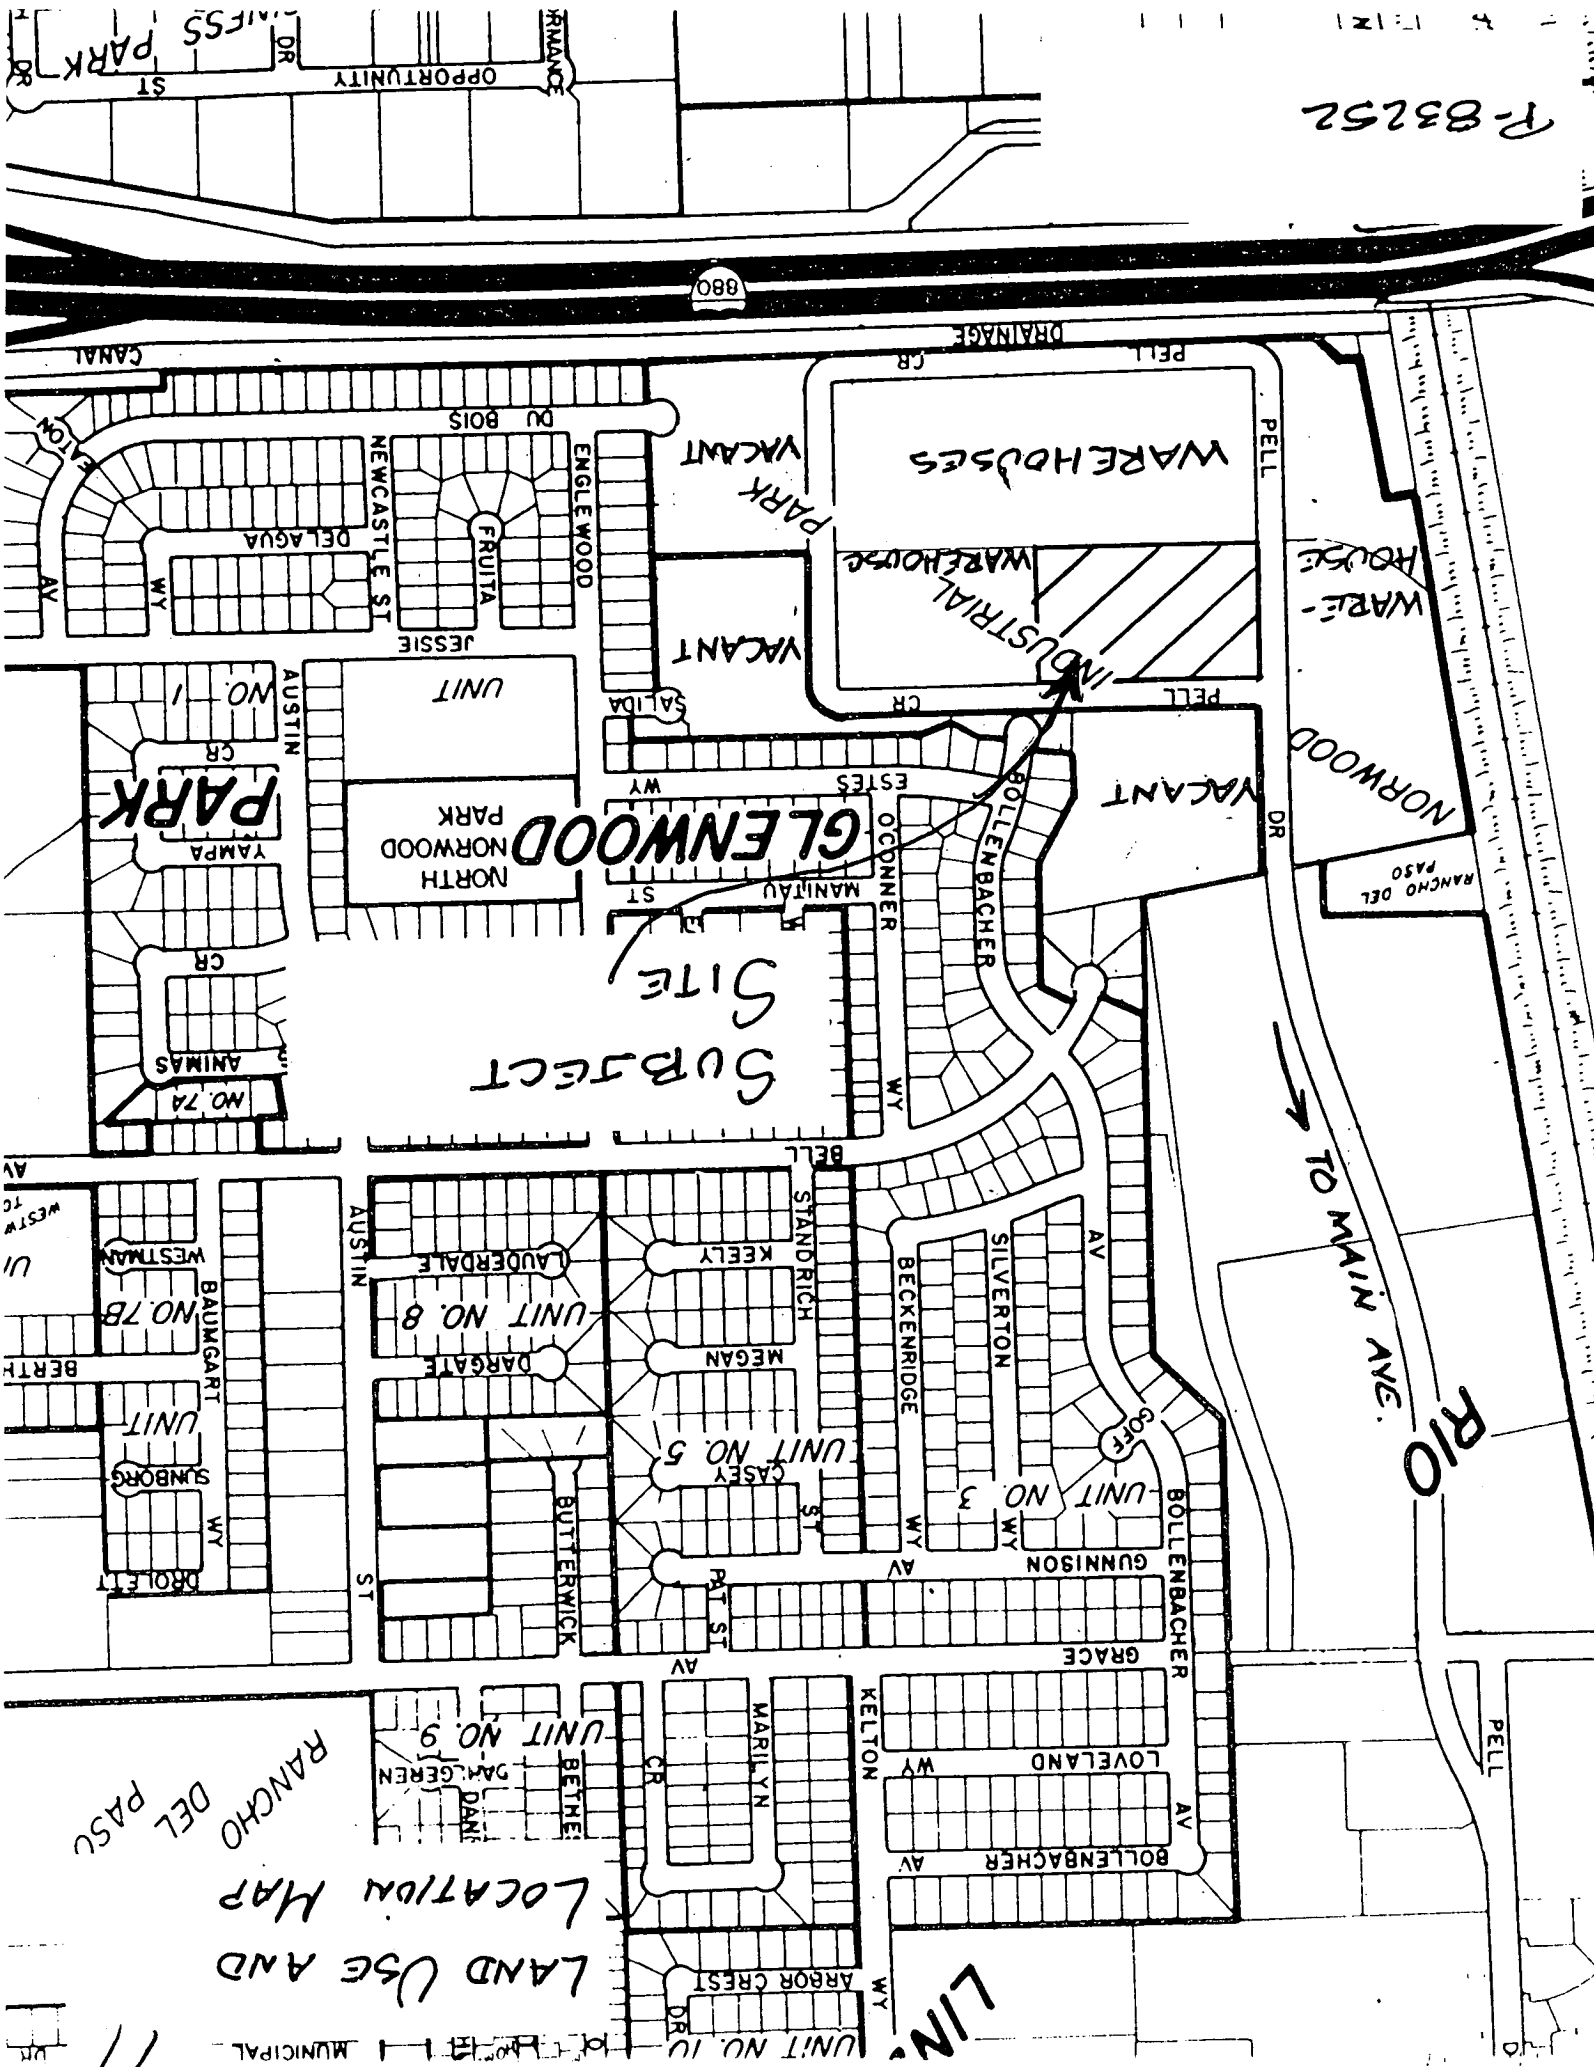 UNIT NO. 10
MUNICIPAL
LAND USE AND
LOCATION MAP
LIN
ARBOR CREST
DR
WY
RANCHO
DEL
PASO
BOLLENBACHER
AV
AV
LOVELAND
WY
KELTON
MARILYN
CR
BETHE
DAHLGEREN
UNIT NO. 9
PELL
GRACE
AV
BOLLENBACHER
GUNNISON
AV
PAT ST
BUTTERWICK
ST
DROLETT
RIO
UNIT NO. 3
WY
WY
ST
CASEY
UNIT NO. 5
SUNBORG
WY
UNIT
GOFF
MEGAN
DARGATE
BERTH
UNIT NO. 8
NO. 7B
BAUMGART
BECKENRIDGE
SILVERTON
STANDRICH
KEELY
LAUDERDALE
WESTMAN
AUSTIN
AV
TO MAIN AVE.
BELL
AV
WY
SUBJECT
SITE
NO. 7A
ANIMAS
CR
BOLLENBACHER
OCONNER
MANITAU
ST
RANCHO DEL
PASO
GLENWOOD
PARK
NORTH
NORWOOD
PARK
YAMPA
DR
NORWOOD
VACANT
ESTES
WY
CR
PELL
CR
SALIDA
UNIT
NO. 1
AUSTIN
INDUSTRIAL
PARK
VACANT
JESSIE
WARE-
HOUSE
WAREHOUSE
FRUITA
ENGLEWOOD
NEWCASTLE ST
DELAGUA
WY
AV
WAREHOUSES
PELL
VACANT
DU BOIS
EATON
PELL
CR
DRAINAGE
CANAL
880
P-83252
OPPORTUNITY
ST
DR
PARK